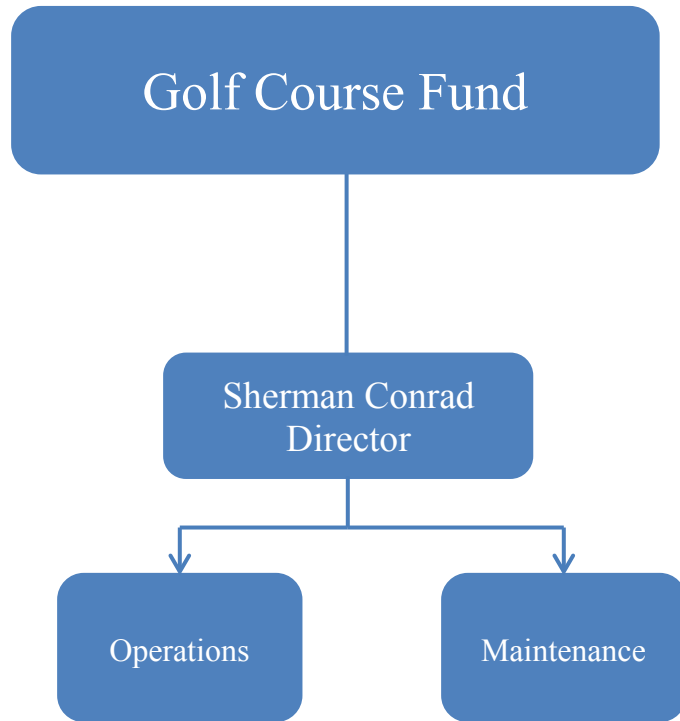 Golf Course Fund
Sherman Conrad
Director
Operations
Maintenance